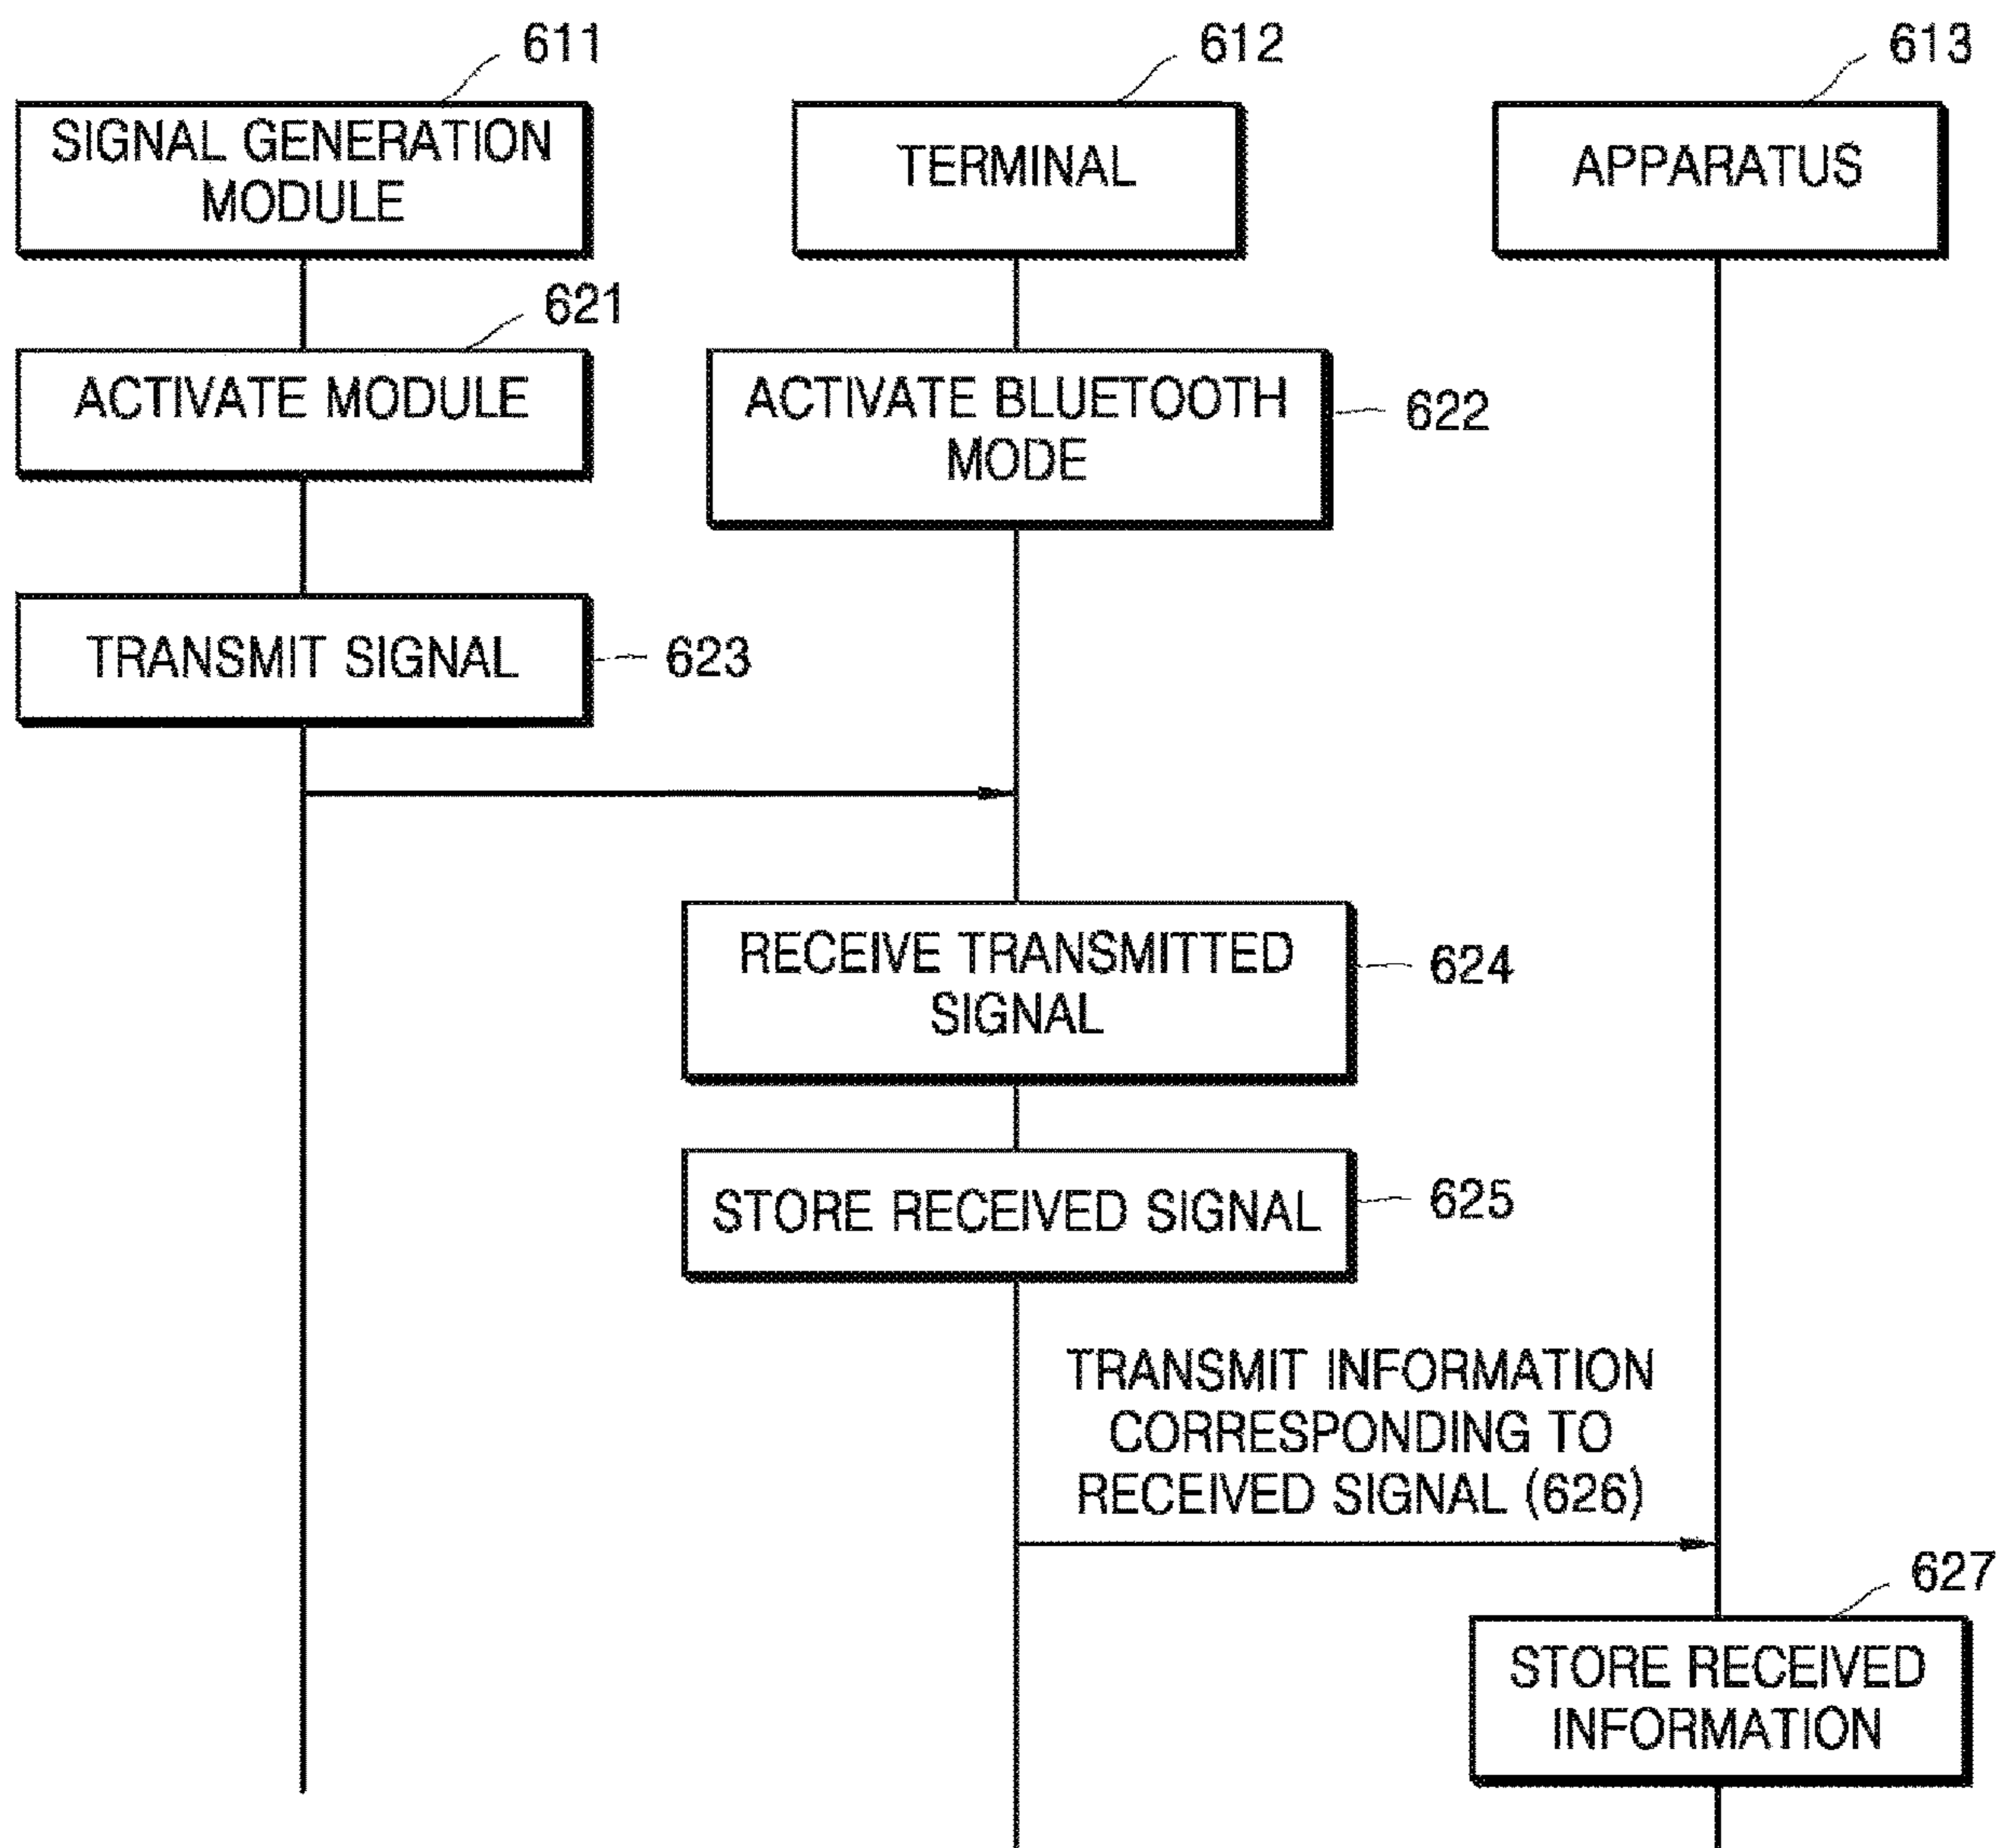 611
612
613
SIGNAL GENERATION
MODULE
TERMINAL
APPARATUS
621
ACTIVATE MODULE
ACTIVATE BLUETOOTH
MODE
622
TRANSMIT SIGNAL
623
RECEIVE TRANSMITTED
SIGNAL
624
STORE RECEIVED SIGNAL
625
TRANSMIT INFORMATION
CORRESPONDING TO
RECEIVED SIGNAL (626)
627
STORE RECEIVED
INFORMATION